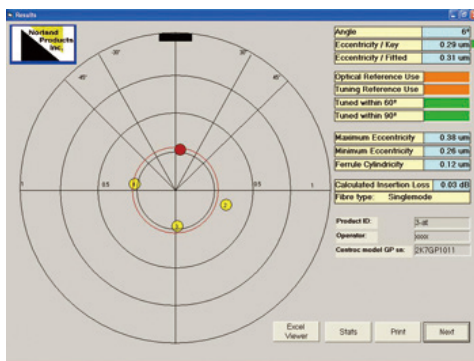 Results
Norland
Products
Inc.
Angle 6°
Eccentricity / Key 0.29 um
Eccentricity / Fitted 0.31 um
Optical Reference Use
Tuning Reference Use
Tuned within 60º
Tuned within 90º
Maximum Eccentricity 0.38 um
Minimum Eccentricity 0.26 um
Ferrule Cylindricity 0.12 um
Calculated Insertion Loss 0.03 dB
Fibre type: Singlemode
Product ID: 3-at
Operator: xxxx
Centroc model GP sn: 2K7GP1011
30°
45° 45°
1 0.5 0.5 1
2
3
Excel
Viewer
Stats
Print
Next